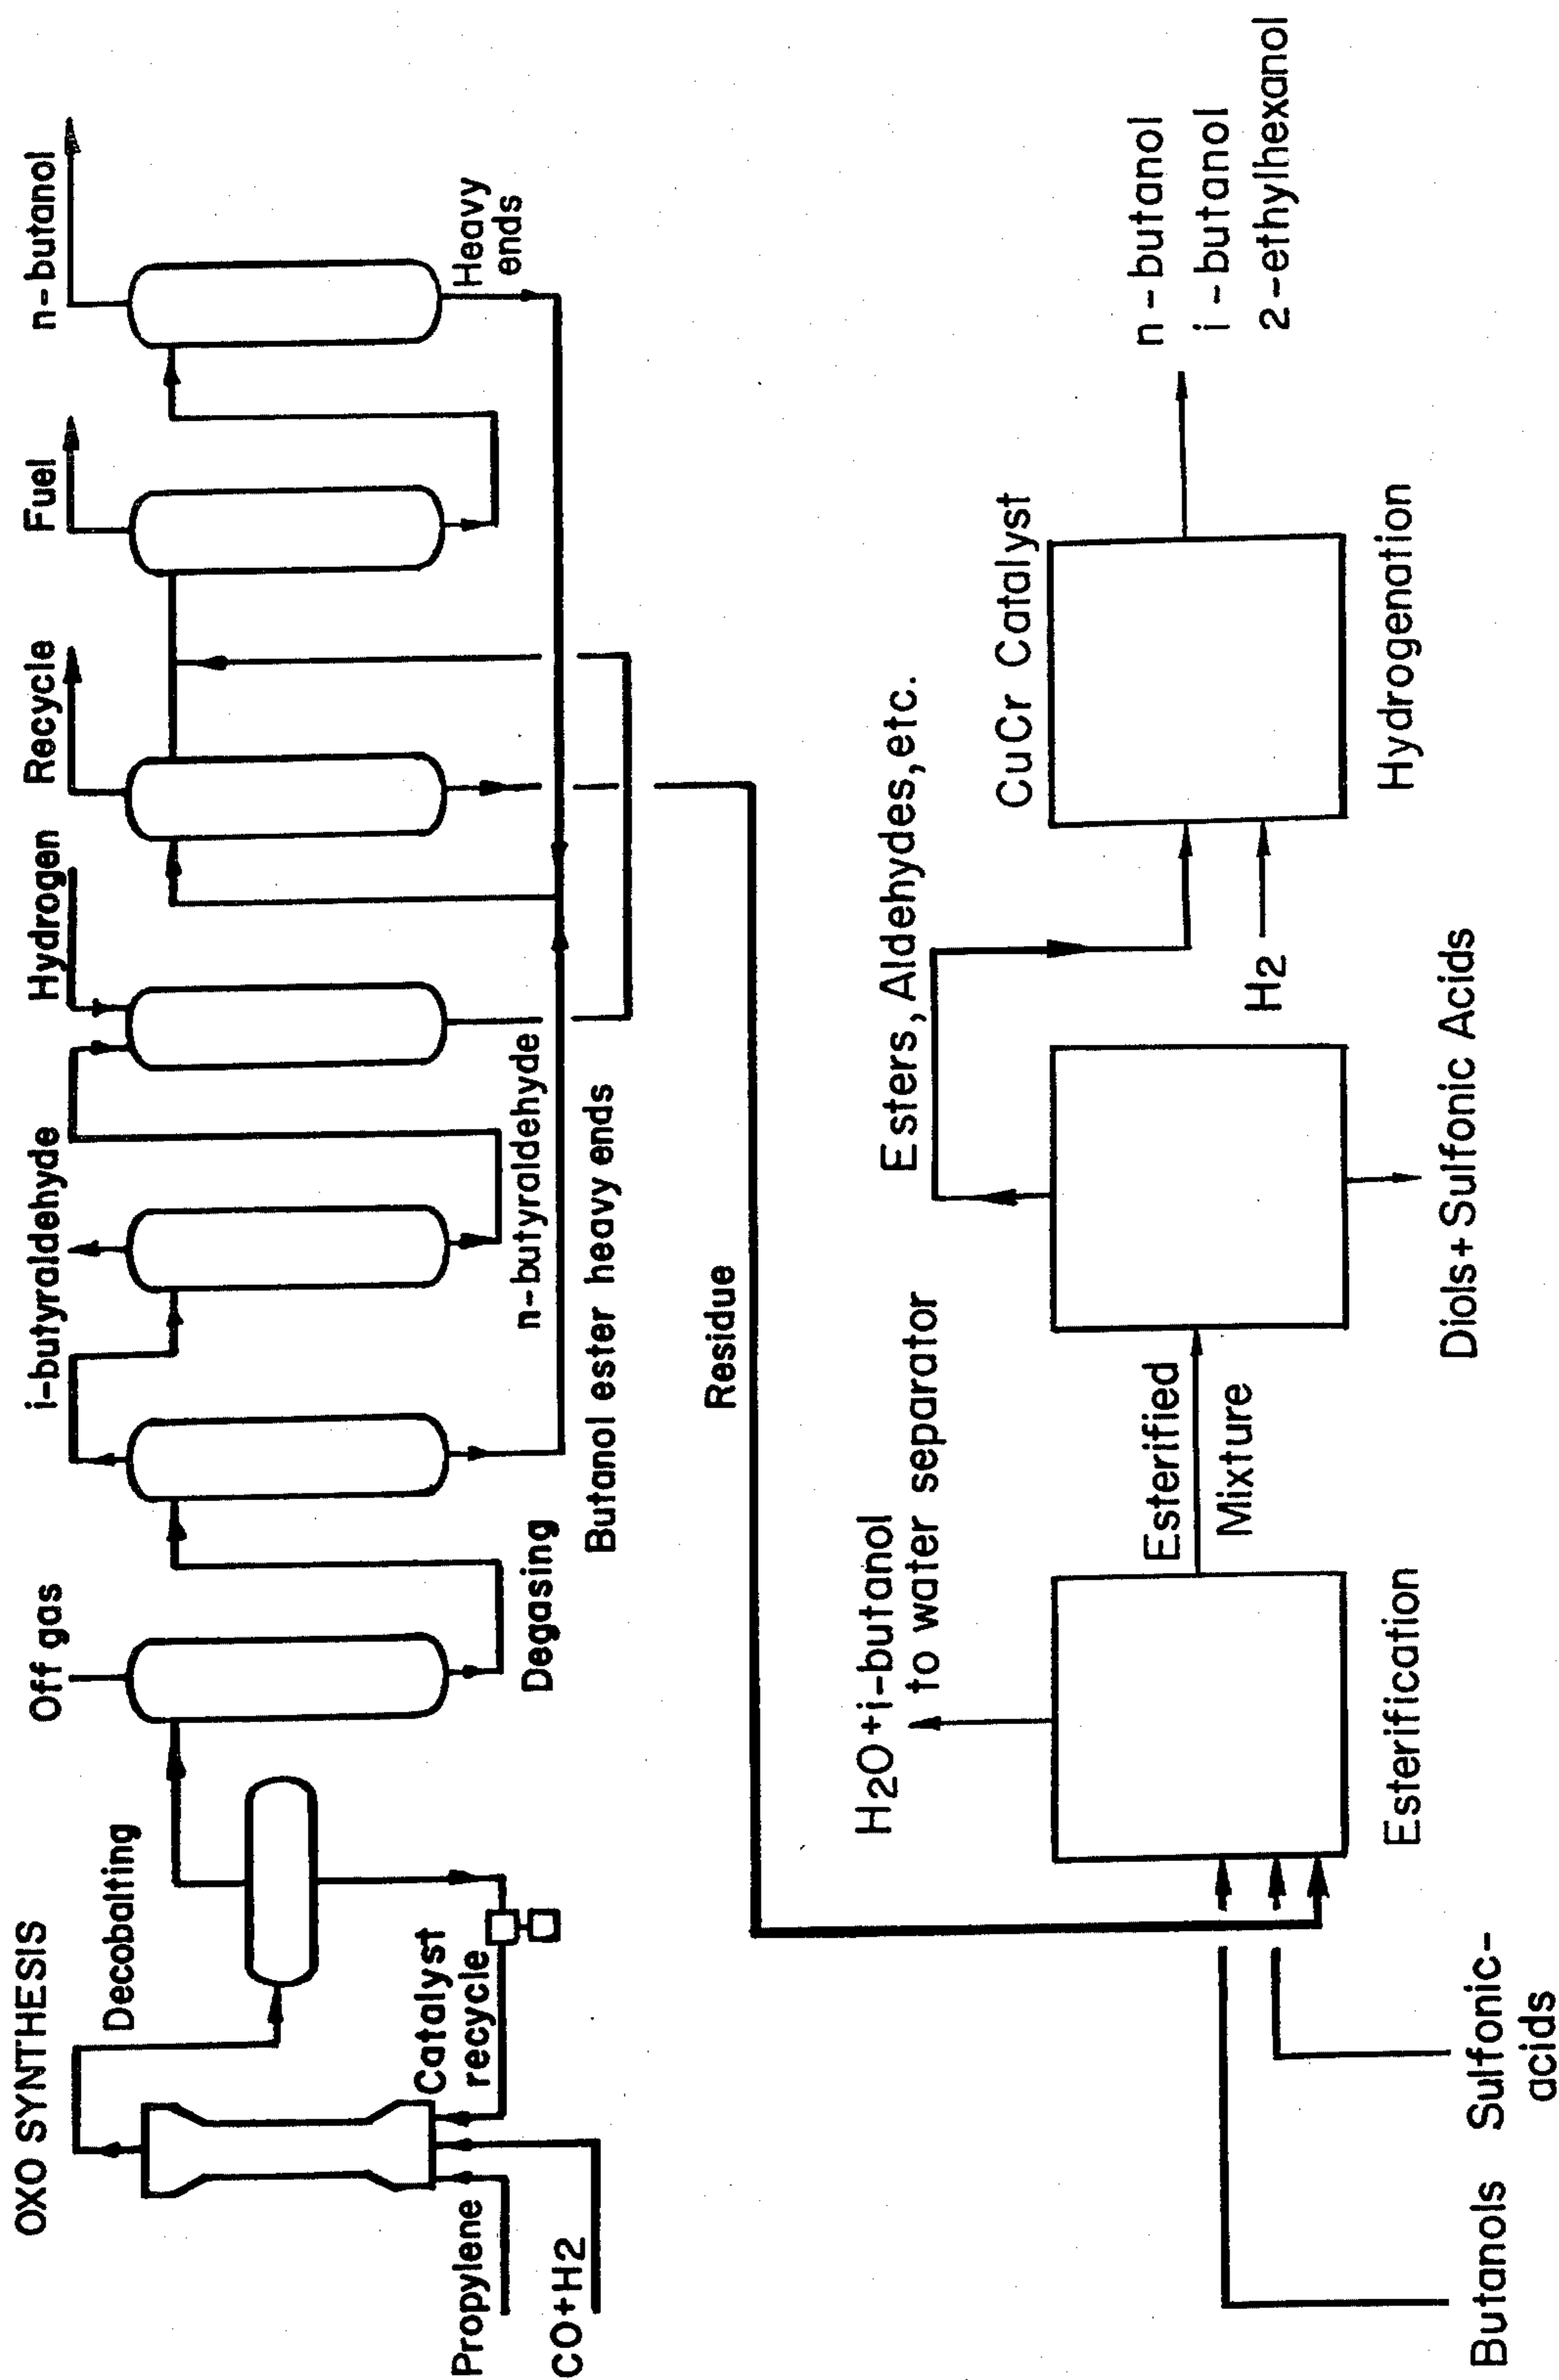 OXO SYNTHESIS
Decobalting
Off gas
i-butyraldehyde
Hydrogen
Recycle
Fuel
n-butanol
Propylene
CO+H2
Catalyst
recycle
Degasing
n-butyraldehyde
Butanol ester heavy ends
Heavy
ends
Residue
H2O+i-butanol
to water separator
Esters, Aldehydes, etc.
CuCr Catalyst
Esterified
Mixture
H2
n-butanol
i-butanol
2-ethylhexanol
Esterification
Diols+Sulfonic Acids
Hydrogenation
Butanols
Sulfonic-
acids